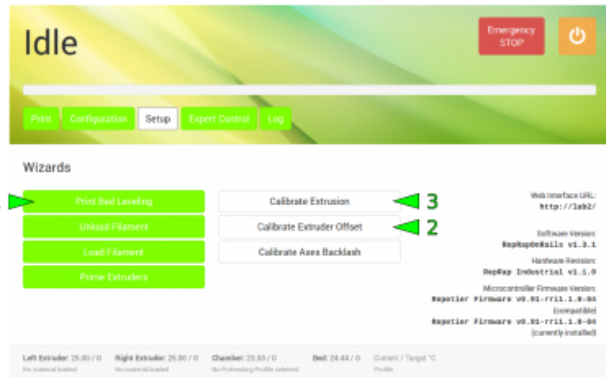 Idle
Emergency
STOP
Print Configuration Setup Expert Control Log
Wizards
Print Bed Leveling
Calibrate Extrusion
3
Unload Filament
Calibrate Extruder Offset
2
Load Filament
Calibrate Axes Backlash
Prime Extruders
Web Interface URL:
http://lab2/
Software Version:
RepRapOnRails v1.3.1
Hardware Revision:
RepRap Industrial v1.1.0
Microcontroller Firmware Version:
Repetier Firmware v0.91-rri1.1.0-04
(compatible)
Repetier Firmware v0.91-rri1.1.0-04
(currently installed)
Left Extruder: 25.00 / 0 Right Extruder: 25.00 / 0 Chamber: 23.33 / 0 Bed: 24.44 / 0 Current / Target °C
No material loaded No material loaded No Preheating Profile selected Profile